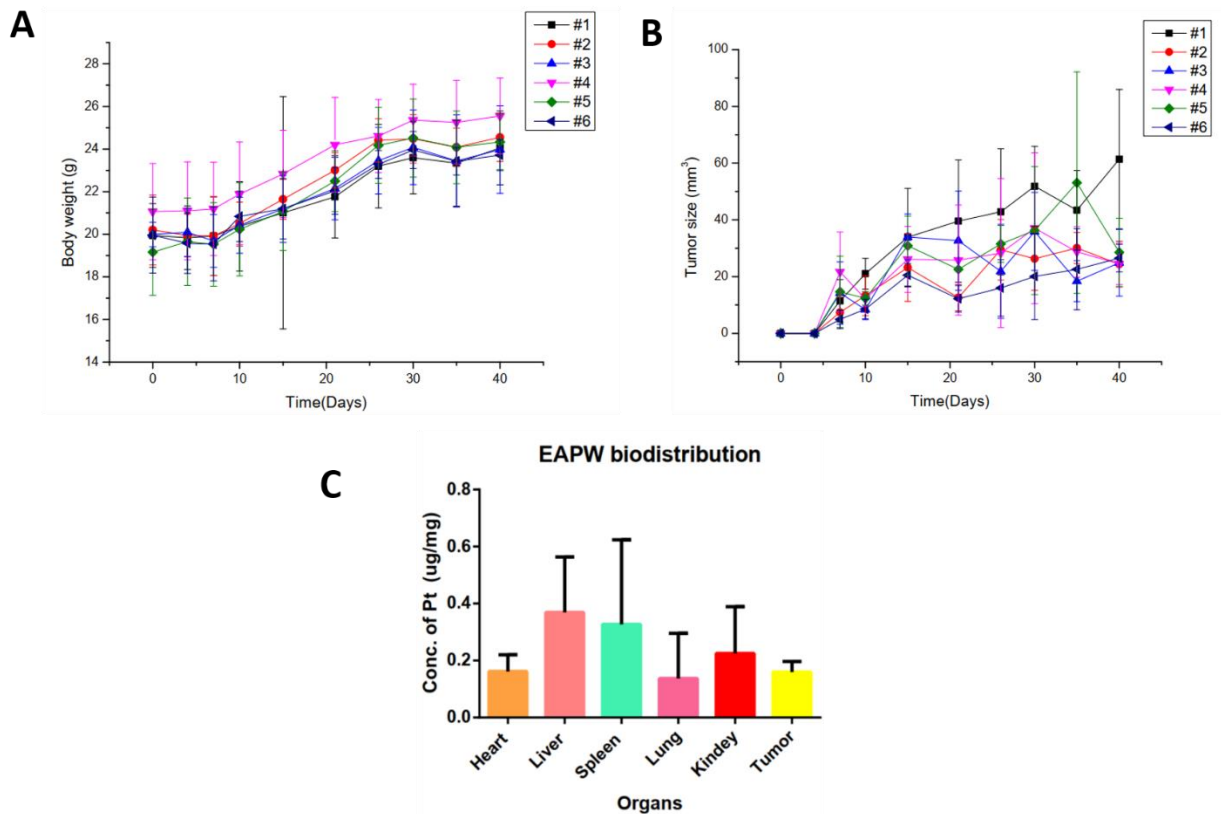 A
#1
#2
#3
#4
#5
#6
Body weight (g)
28
26
24
22
20
18
16
14
0
10
20
30
40
Time(Days)
B
#1
#2
#3
#4
#5
#6
Tumor size (mm³)
100
80
60
40
20
0
0
10
20
30
40
Time(Days)
C
EAPW biodistribution
Conc. of Pt (ug/mg)
0.8
0.6
0.4
0.2
0.0
Heart
Liver
Spleen
Lung
Kindey
Tumor
Organs